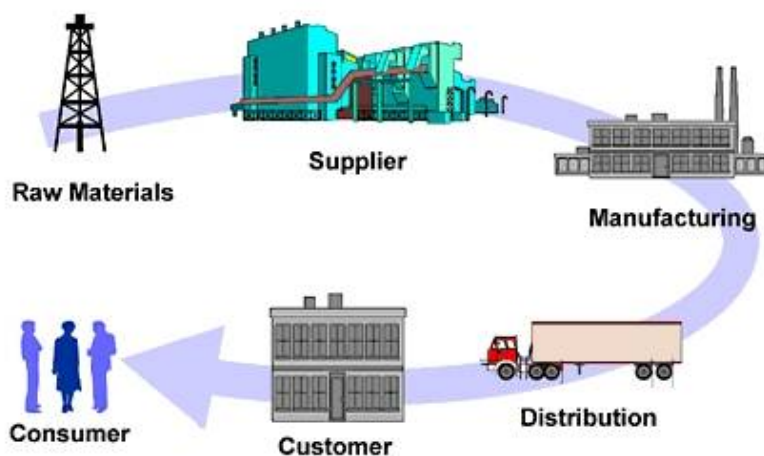 Raw Materials
Supplier
Manufacturing
Distribution
Customer
Consumer